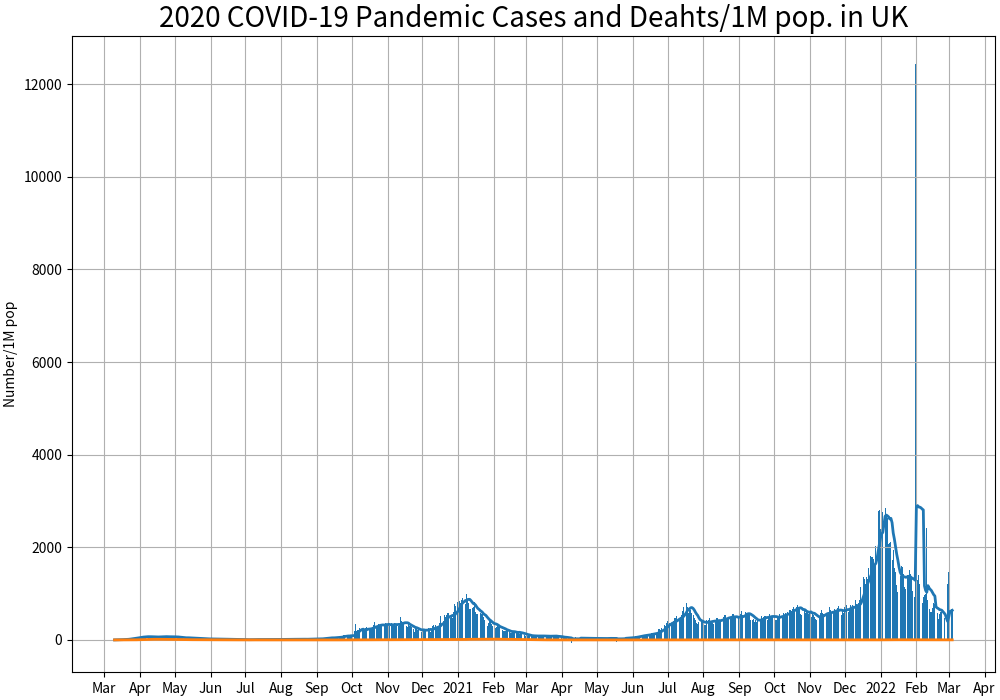 2020 COVID-19 Pandemic Cases and Deahts/1M pop. in UK
12000
10000
8000
6000
4000
2000
0
Number/1M pop
Mar Apr May Jun Jul Aug Sep Oct Nov Dec 2021 Feb Mar Apr May Jun Jul Aug Sep Oct Nov Dec 2022 Feb Mar Apr